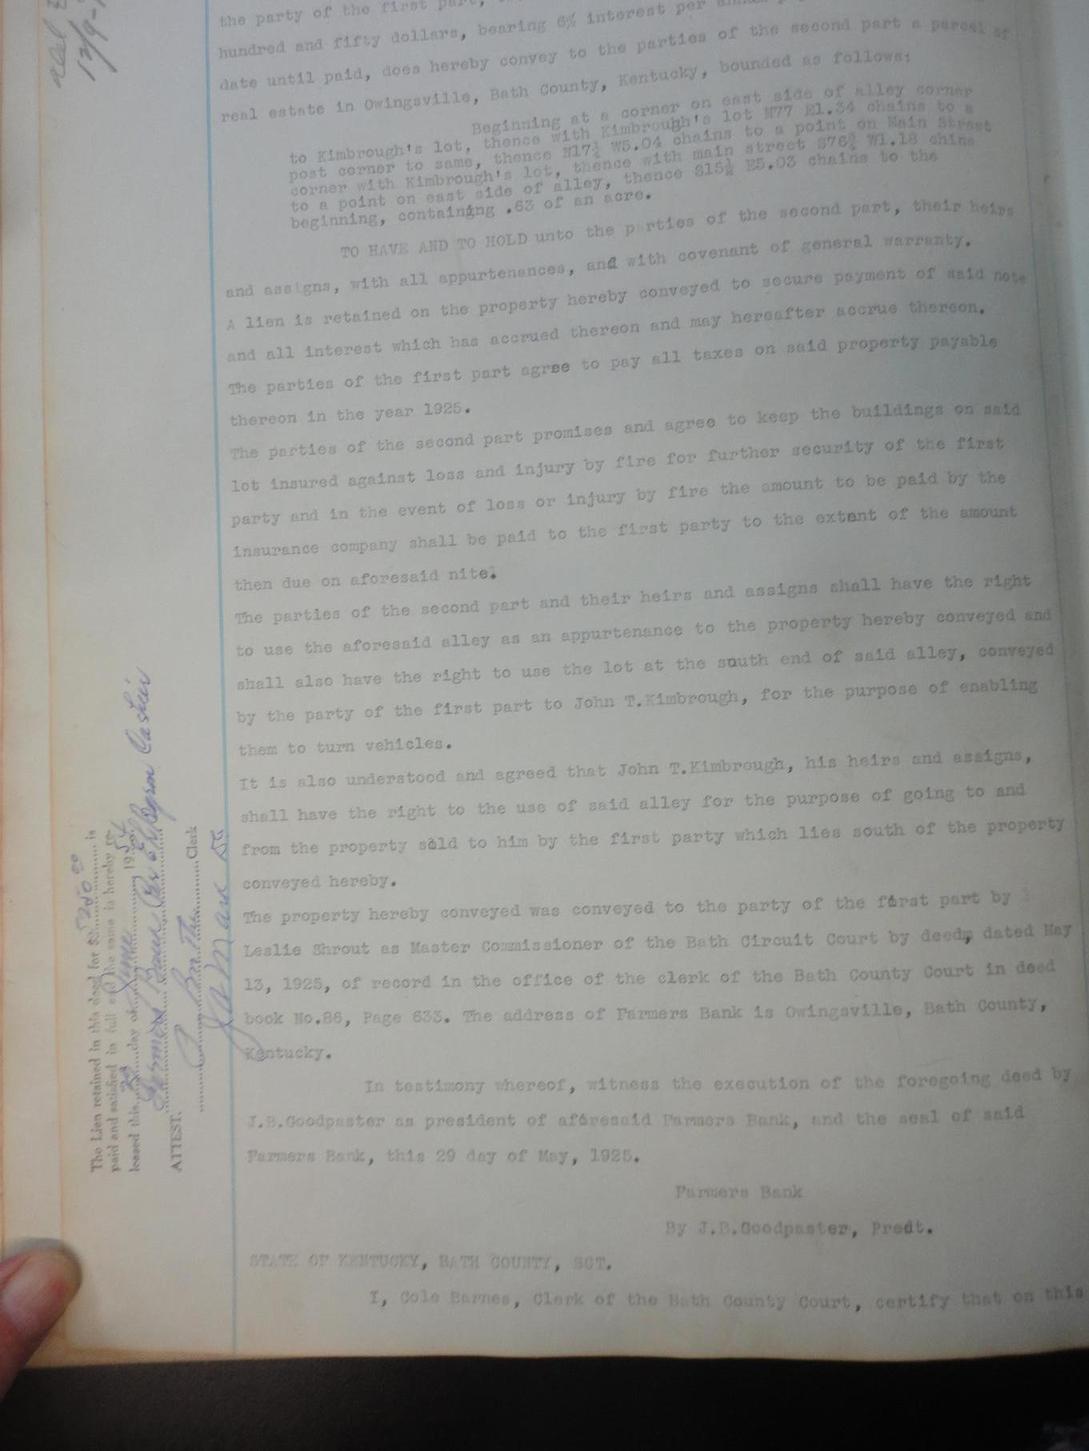 the party of the first part,
hundred and fifty dollars, bearing 6% interest per annum
date until paid, does hereby convey to the parties of the second part a parcel of
real estate in Owingsville, Bath County, Kentucky, bounded as follows;
Beginning at a corner on east side of alley corner
to Kimbrough's lot, thence with Kimbrough's lot N77 E1.34 chains to a
post corner to same, thence N17½ W5.04 chains to a point on Main Street
corner with Kimbrough's lot, thence with main street S76¾ W1.18 chins
to a point on east side of alley, thence S15½ E5.03 chains to the
beginning, containing .63 of an acre.
TO HAVE AND TO HOLD unto the p rties of the second part, their heirs
and assigns, with all appurtenances, and with covenant of general warranty.
A lien is retained on the property hereby conveyed to secure payment of said note
and all interest which has accrued thereon and may hereafter accrue thereon.
The parties of the first part agree to pay all taxes on said property payable
thereon in the year 1925.
The parties of the second part promises and agree to keep the buildings on said
lot insured against loss and injury by fire for further security of the first
party and in the event of loss or injury by fire the amount to be paid by the
insurance company shall be paid to the first party to the extent of the amount
then due on aforesaid nite.
The parties of the second part and their heirs and assigns shall have the right
to use the aforesaid alley as an appurtenance to the property hereby conveyed and
shall also have the right to use the lot at the south end of said alley, conveyed
by the party of the first part to John T.Kimbrough, for the purpose of enabling
them to turn vehicles.
It is also understood and agreed that John T.Kimbrough, his heirs and assigns,
shall have the right to the use of said alley for the purpose of going to and
from the property sold to him by the first party which lies south of the property
conveyed hereby.
The property hereby conveyed was conveyed to the party of the first part by
Leslie Shrout as Master Commissioner of the Bath Circuit Court by deed, dated May
13, 1925, of record in the office of the clerk of the Bath County Court in deed
book No.86, Page 633. The address of Farmers Bank is Owingsville, Bath County,
Kentucky.
In testimony whereof, witness the execution of the foregoing deed by
J.B.Goodpaster as president of aforesaid Farmers Bank, and the seal of said
Farmers Bank, this 29 day of May, 1925.
Farmers Bank
By J.B.Goodpaster, Predt.
STATE OF KENTUCKY, BATH COUNTY, SCT.
I, Cole Barnes, Clerk of the Bath County Court, certify that on this
The Lien retained in this deed for $ is
paid and satisfied in full and the same is hereby re-
leased this day of June 19
Farmers Bank Cashier
ATTEST: Clerk